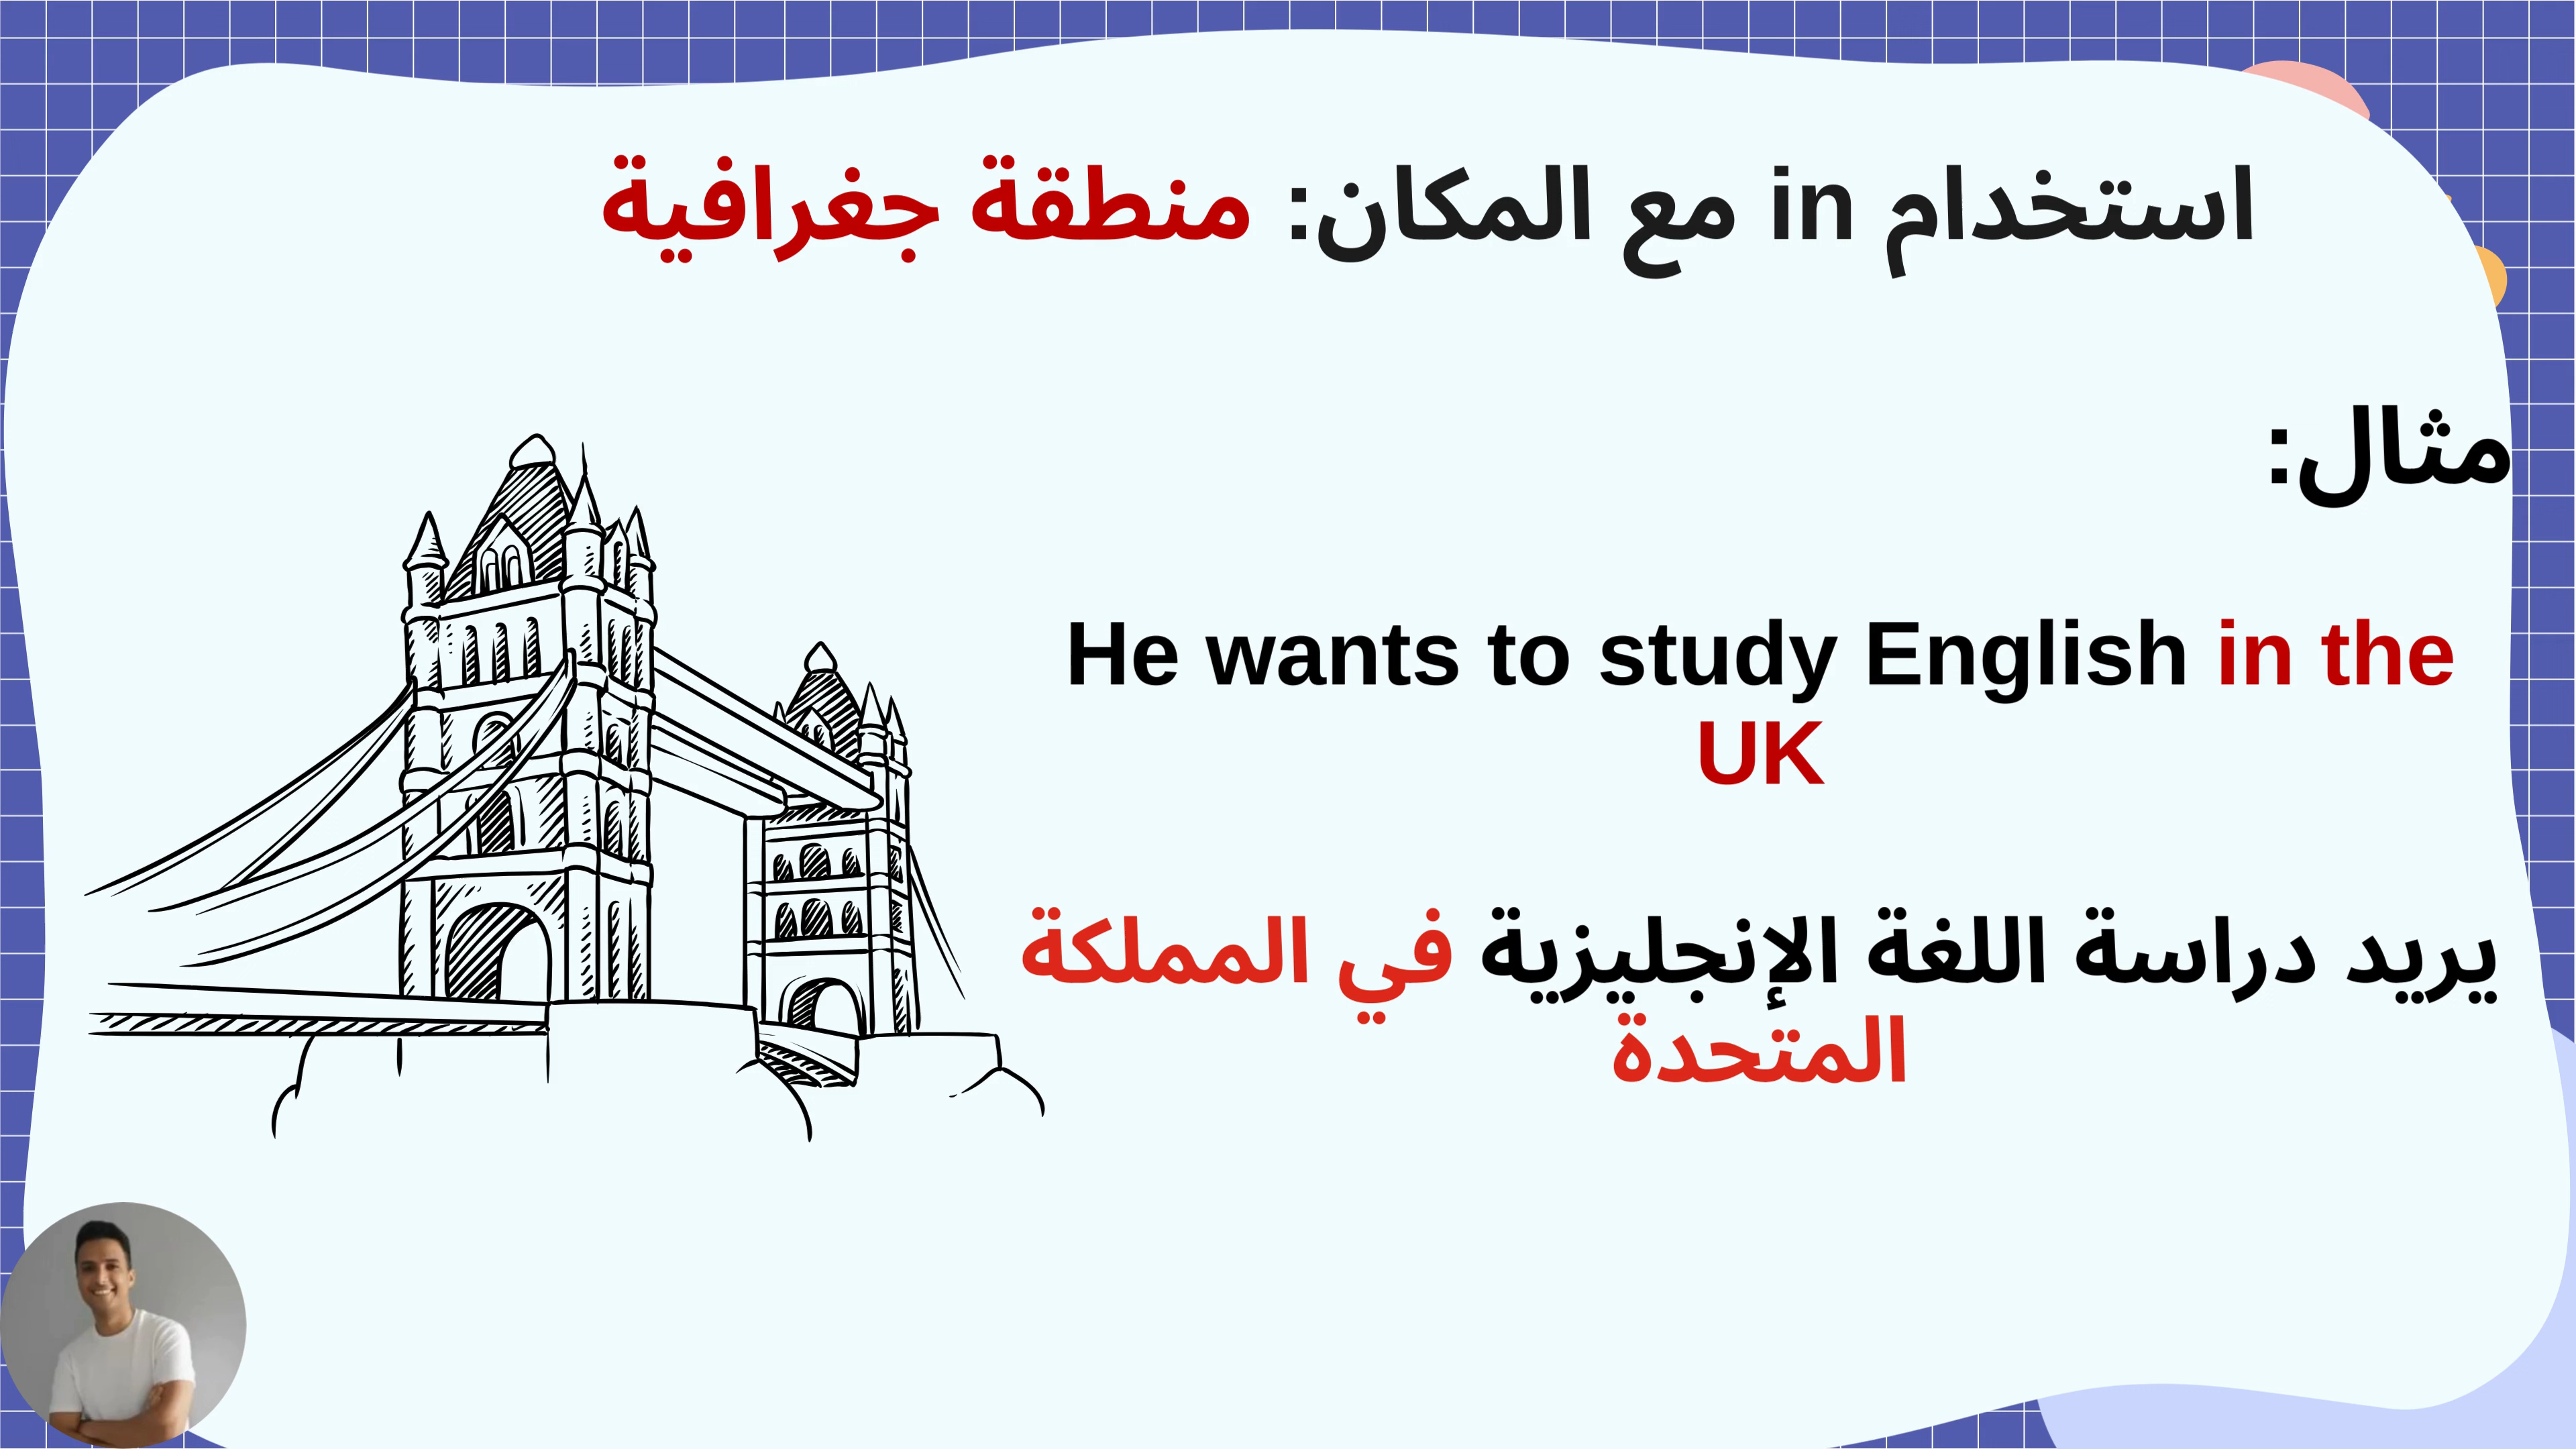 استخدام in مع المكان: منطقة جغرافية
مثال:
He wants to study English in the
UK
يريد دراسة اللغة الإنجليزية في المملكة
المتحدة